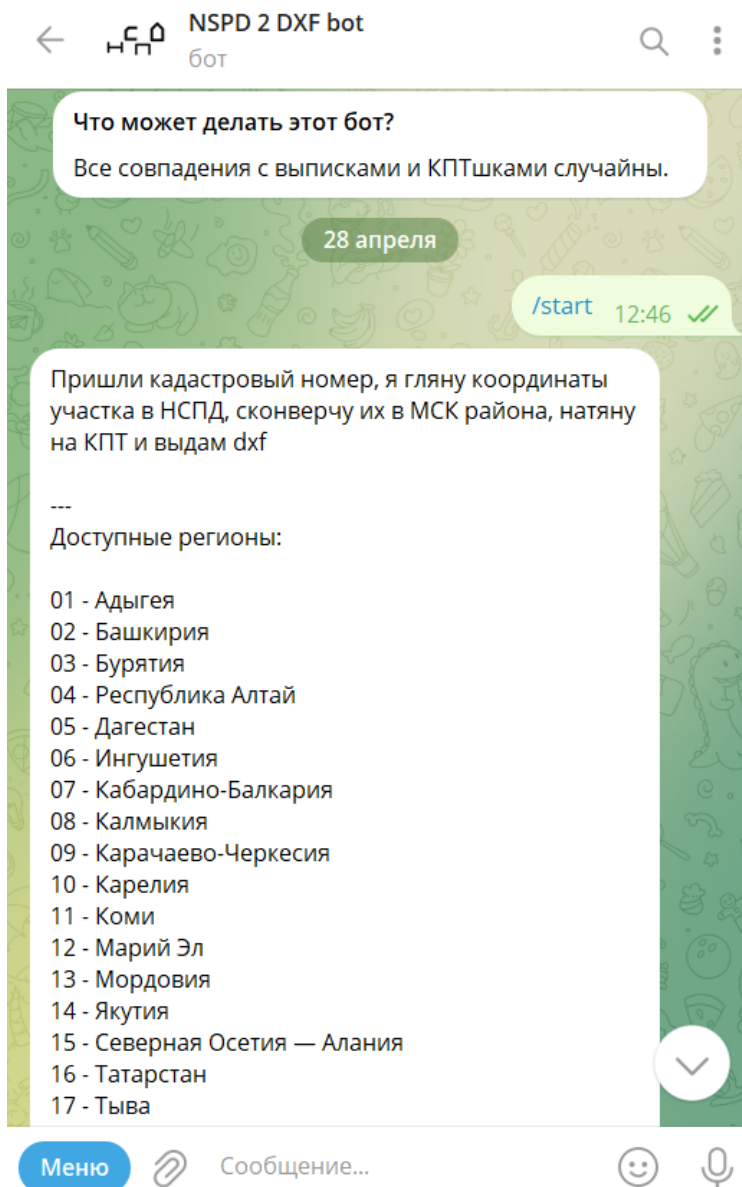 NSPD 2 DXF bot
нспд
бот
Что может делать этот бот?
Все совпадения с выписками и КПТшками случайны.
28 апреля
/start 12:46
Пришли кадастровый номер, я гляну координаты
участка в НСПД, сконверчу их в МСК района, натяну
на КПТ и выдам dxf
---
Доступные регионы:
01 - Адыгея
02 - Башкирия
03 - Бурятия
04 - Республика Алтай
05 - Дагестан
06 - Ингушетия
07 - Кабардино-Балкария
08 - Калмыкия
09 - Карачаево-Черкесия
10 - Карелия
11 - Коми
12 - Марий Эл
13 - Мордовия
14 - Якутия
15 - Северная Осетия — Алания
16 - Татарстан
17 - Тыва
Меню
Сообщение...